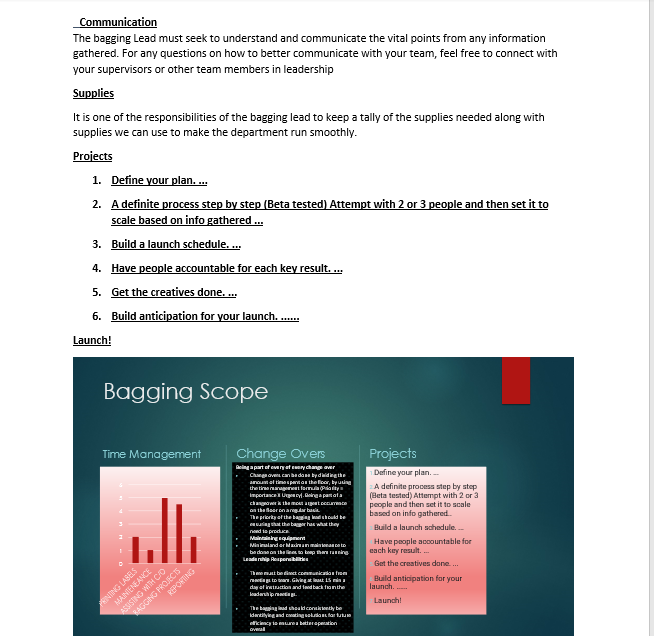 Communication
The bagging Lead must seek to understand and communicate the vital points from any information
gathered. For any questions on how to better communicate with your team, feel free to connect with
your supervisors or other team members in leadership
Supplies
It is one of the responsibilities of the bagging lead to keep a tally of the supplies needed along with
supplies we can use to make the department run smoothly.
Projects
1. Define your plan. ...
2. A definite process step by step (Beta tested) Attempt with 2 or 3 people and then set it to
scale based on info gathered ...
3. Build a launch schedule. ...
4. Have people accountable for each key result. ...
5. Get the creatives done. ...
6. Build anticipation for your launch. ......
Launch!
Bagging Scope
Time Management
6
5
4
3
2
1
0
PRINTING LABELS
MAINTENANCE
ASSISTING WITH C/O
BAGGING PROJECTS
REPORTING
Change Overs
Being a part of every of every change over
• Change overs can be done by dividing the
amount of time spent on the floor, by using
the time management formula (Priority =
Importance X Urgency). Being a part of a
changeover is the most urgent occurrence
on the floor on a regular basis.
• The priority of the bagging lead should be
ensuring that the bagger has what they
need to produce.
• Maintaining equipment
• Minimal or Maximum maintenance to
be done on the lines to keep them running.
Leadership Responsibilities
• There must be direct communication from
meetings to team. Giving at least 15 min a
day of instruction and feedback from the
leadership meetings.
• The bagging lead should consistently be
identifying and creating solutions for future
efficiency to ensure a better operation
overall
Projects
Define your plan. ...
A definite process step by step
(Beta tested) Attempt with 2 or 3
people and then set it to scale
based on info gathered...
Build a launch schedule. ...
Have people accountable for
each key result. ...
Get the creatives done. ...
Build anticipation for your
launch. ......
Launch!